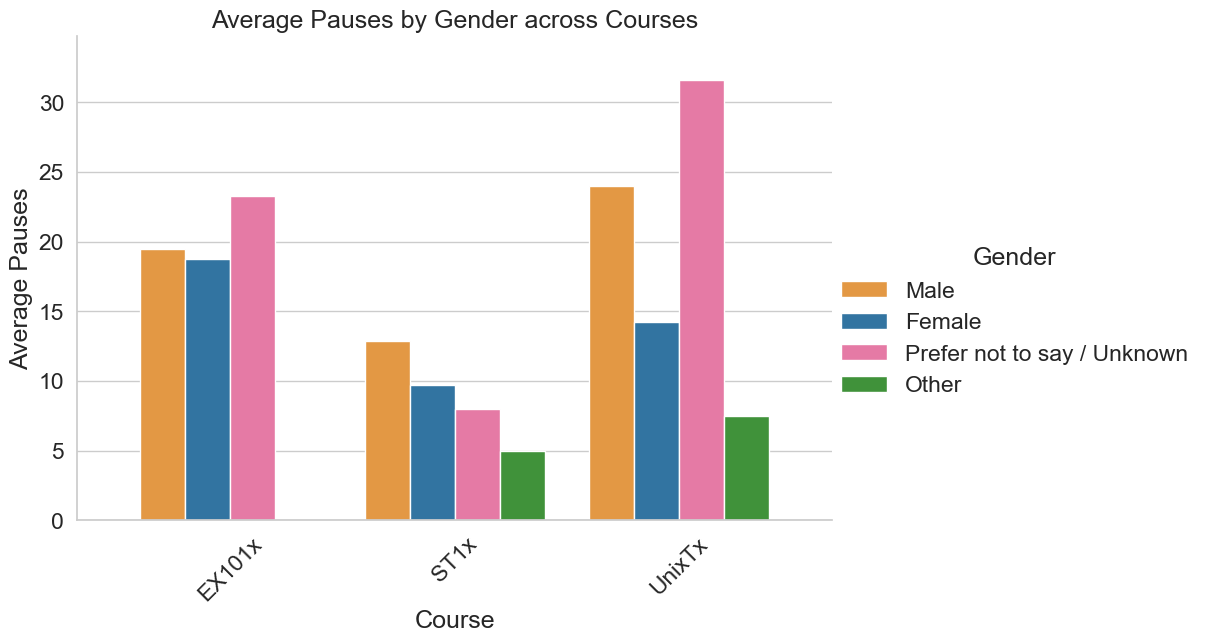 Average Pauses by Gender across Courses
Average Pauses
30
25
20
15
10
5
0
EX101x
ST1x
UnixTx
Course
Gender
Male
Female
Prefer not to say / Unknown
Other